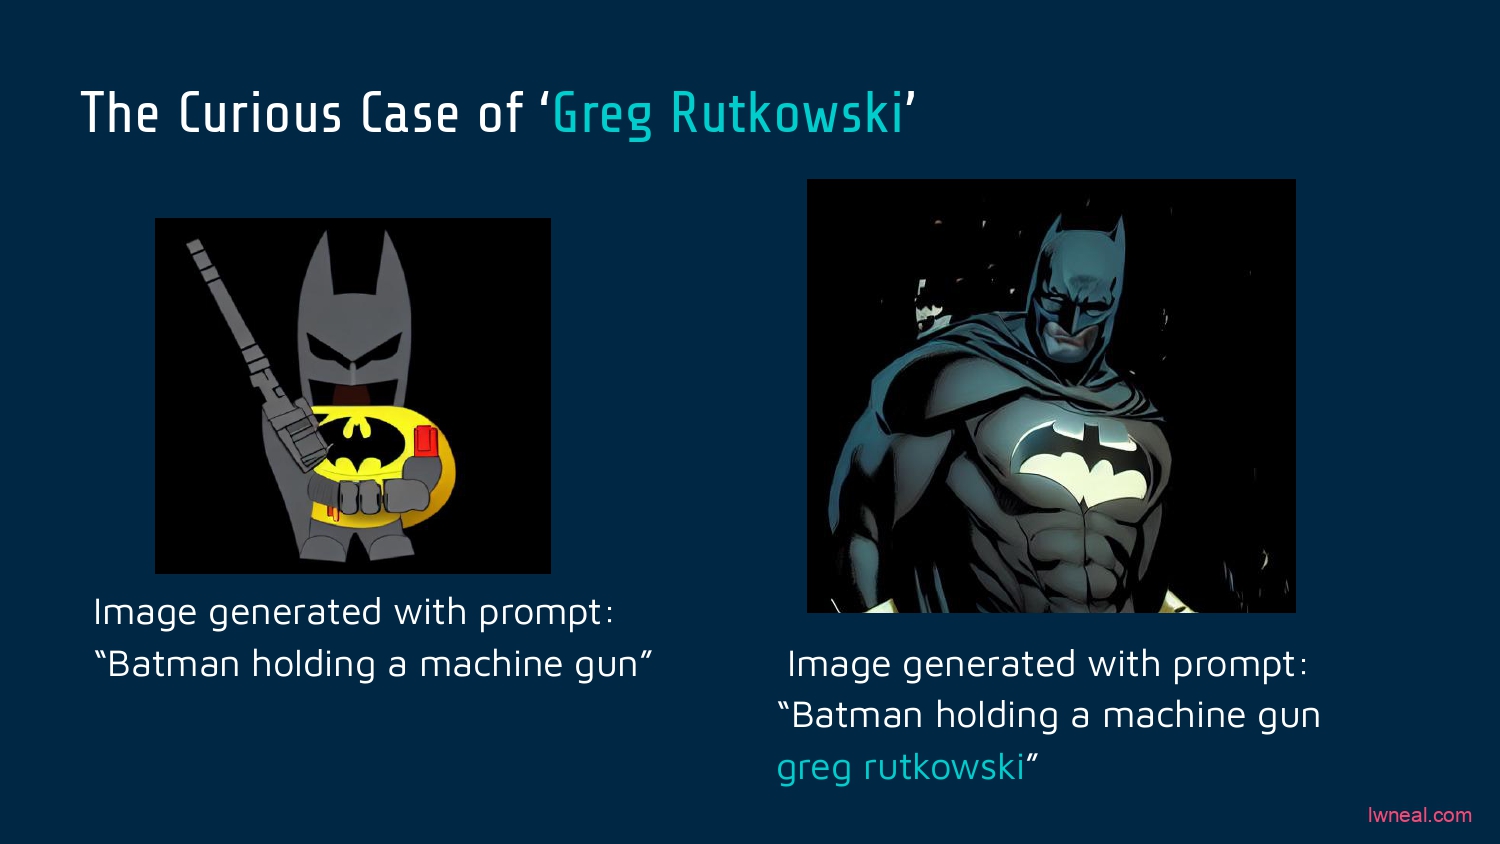 The Curious Case of ‘Greg Rutkowski’
Image generated with prompt:
“Batman holding a machine gun”
Image generated with prompt:
“Batman holding a machine gun
greg rutkowski”
lwneal.com